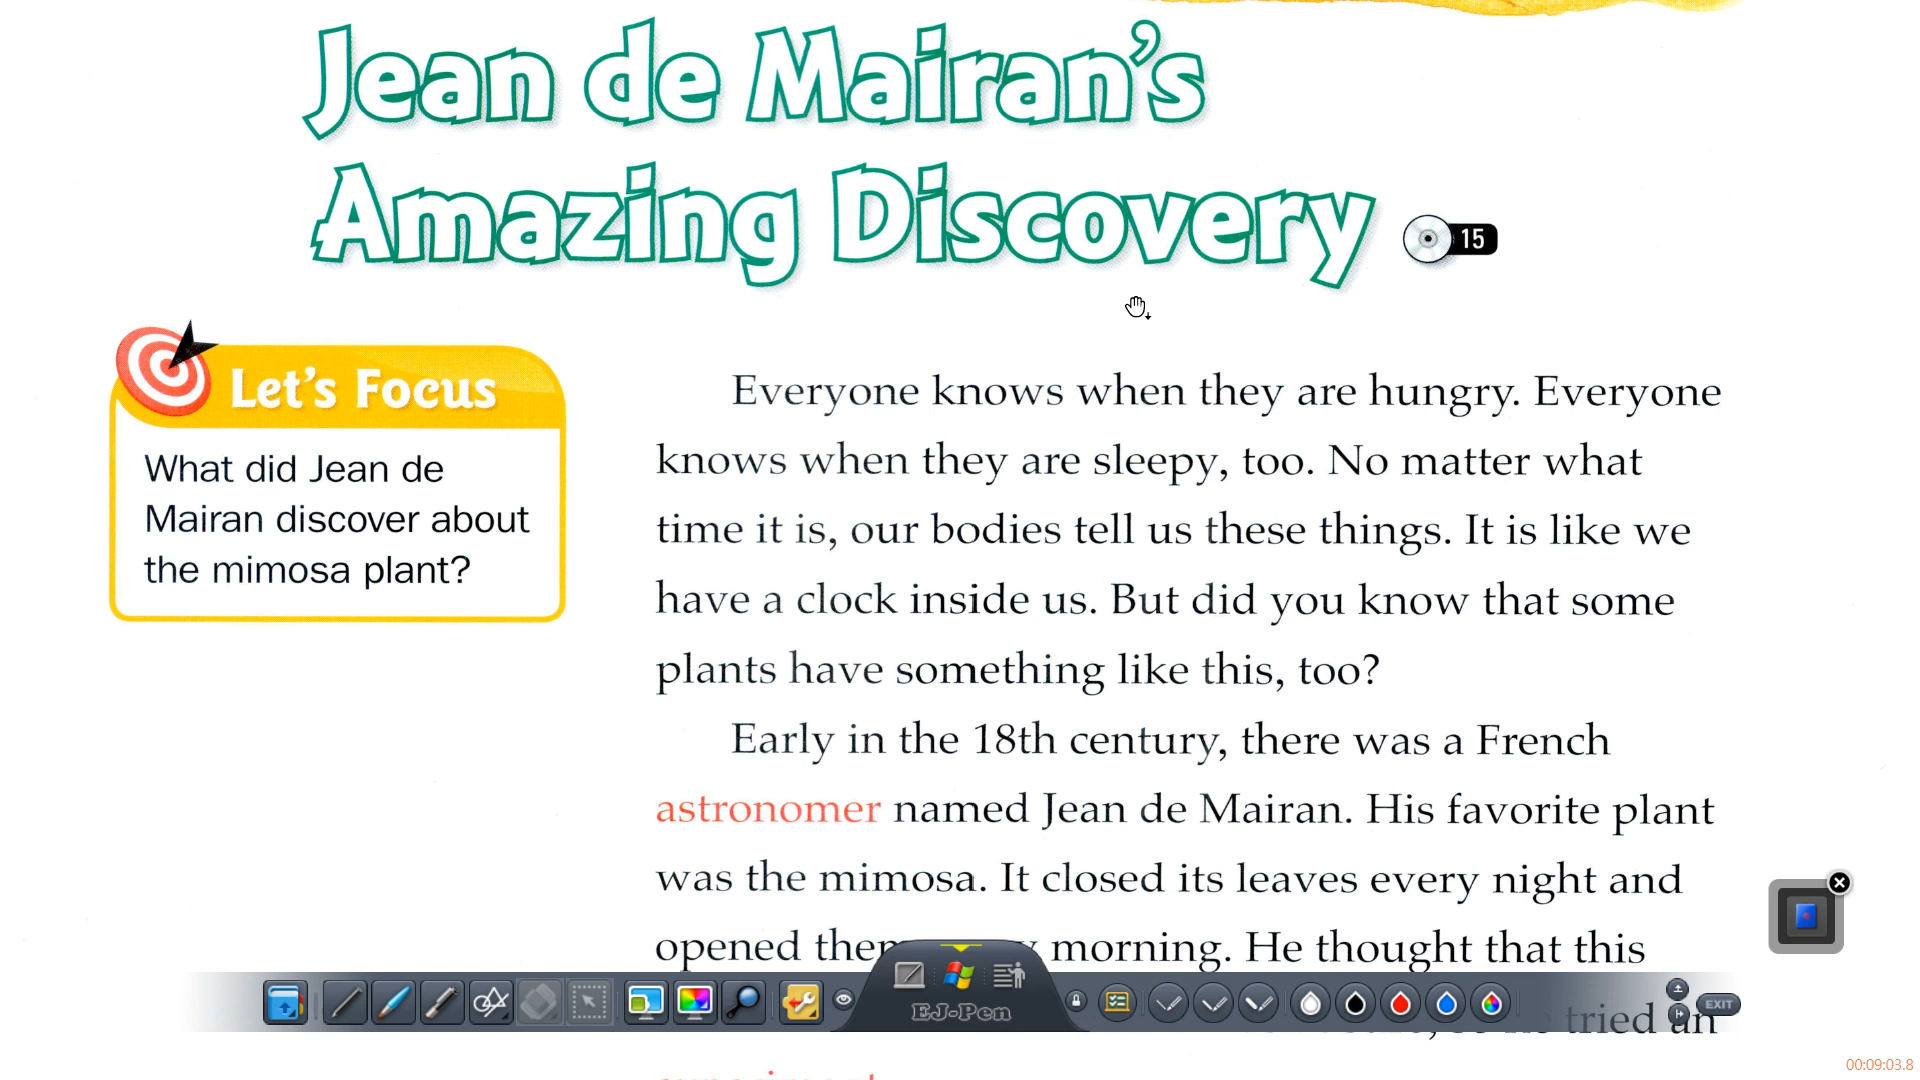 Jean de Mairan's
Amazing Discovery
15
Let's Focus
What did Jean de
Mairan discover about
the mimosa plant?
Everyone knows when they are hungry. Everyone
knows when they are sleepy, too. No matter what
time it is, our bodies tell us these things. It is like we
have a clock inside us. But did you know that some
plants have something like this, too?
Early in the 18th century, there was a French
astronomer named Jean de Mairan. His favorite plant
was the mimosa. It closed its leaves every night and
opened morning. He thought that this
tried an
EJ-Pen
EXIT
00:09:03.8